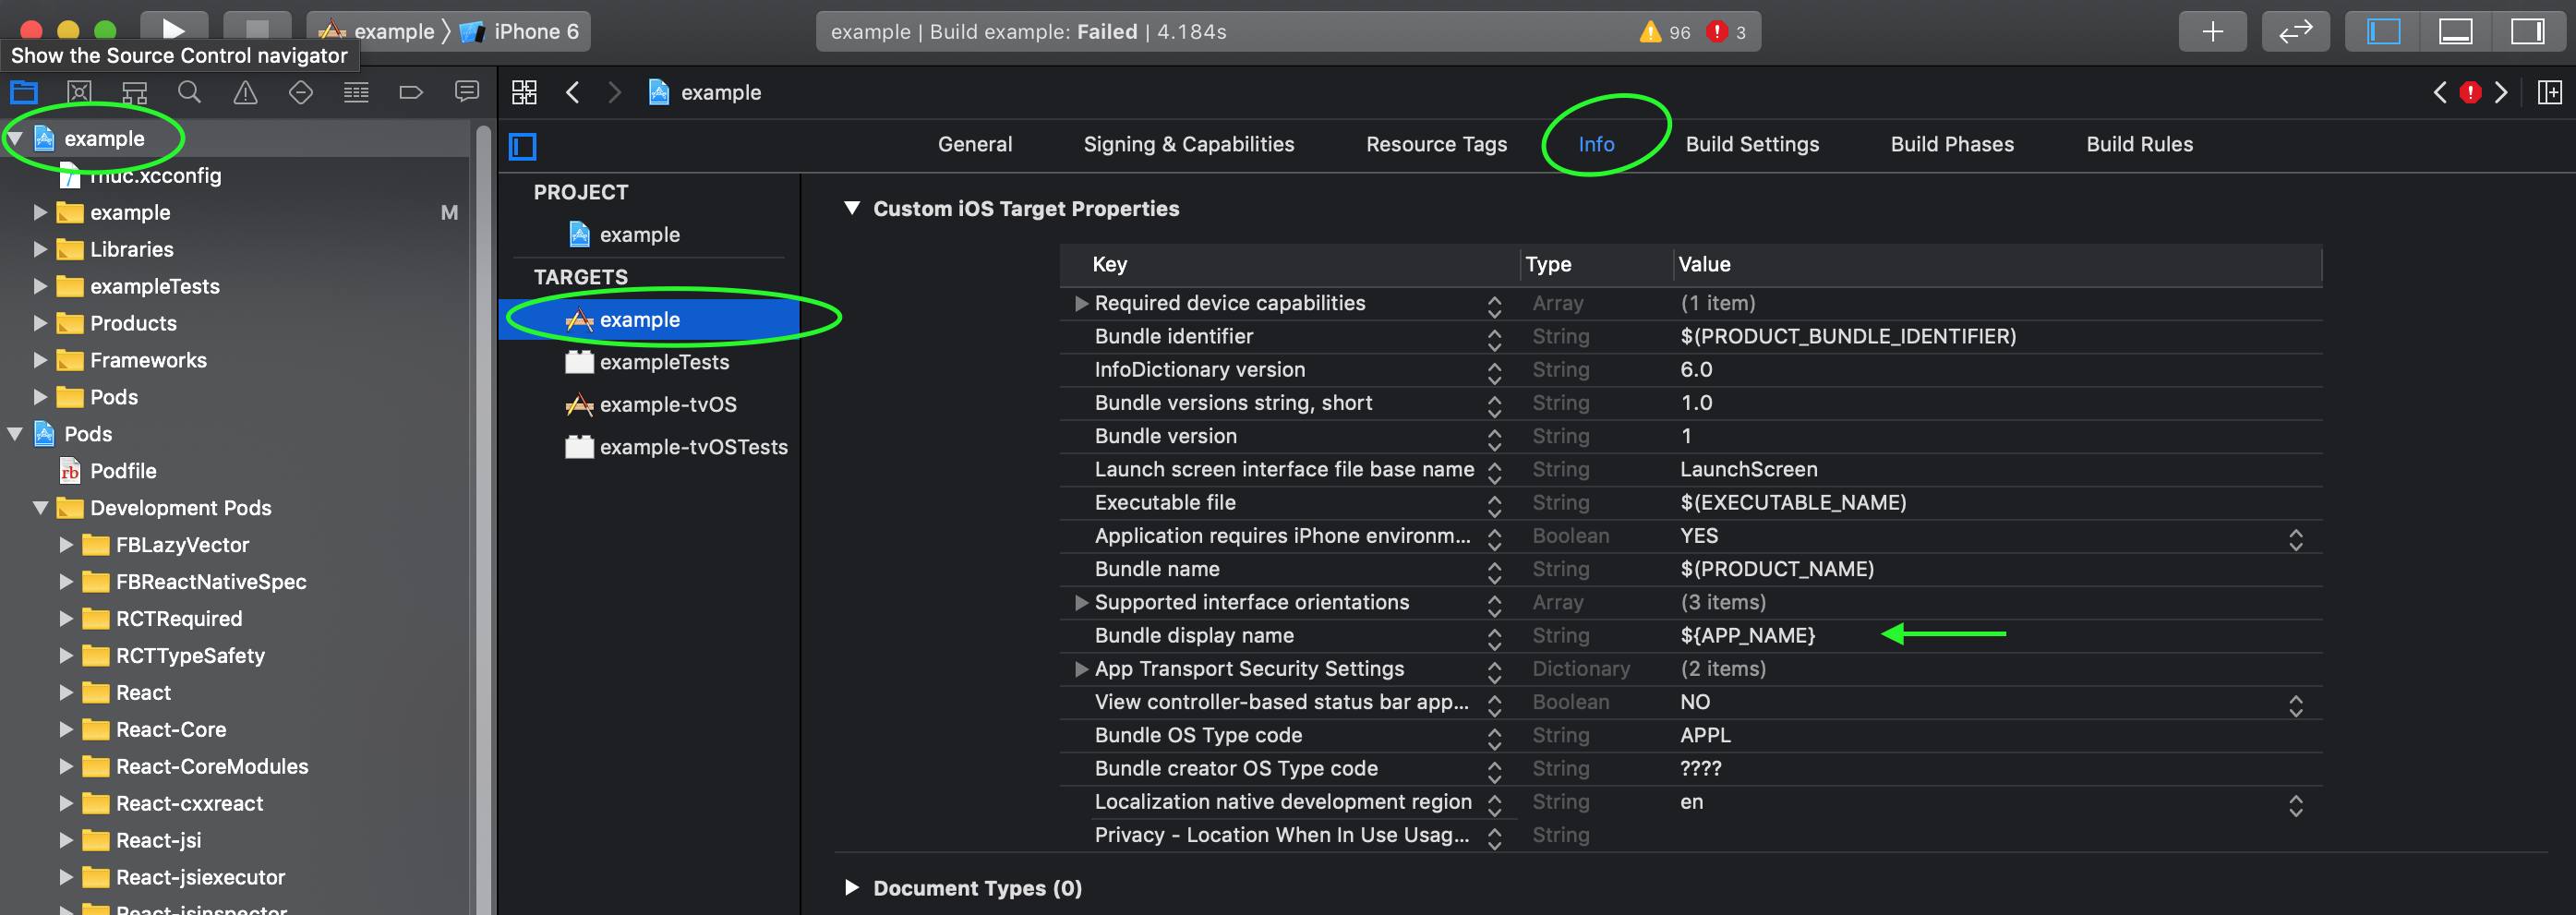 example
iPhone 6
example | Build example: Failed | 4.184s
96
3
Show the Source Control navigator
example
example
rnuc.xcconfig
example
M
Libraries
exampleTests
Products
Frameworks
Pods
Pods
rb
Podfile
Development Pods
FBLazyVector
FBReactNativeSpec
RCTRequired
RCTTypeSafety
React
React-Core
React-CoreModules
React-cxxreact
React-jsi
React-jsiexecutor
React-jsinspector
General
Signing & Capabilities
Resource Tags
Info
Build Settings
Build Phases
Build Rules
PROJECT
example
TARGETS
example
exampleTests
example-tvOS
example-tvOSTests
Custom iOS Target Properties
Key Type Value
Required device capabilities Array (1 item)
Bundle identifier String $(PRODUCT_BUNDLE_IDENTIFIER)
InfoDictionary version String 6.0
Bundle versions string, short String 1.0
Bundle version String 1
Launch screen interface file base name String LaunchScreen
Executable file String $(EXECUTABLE_NAME)
Application requires iPhone environm... Boolean YES
Bundle name String $(PRODUCT_NAME)
Supported interface orientations Array (3 items)
Bundle display name String ${APP_NAME}
App Transport Security Settings Dictionary (2 items)
View controller-based status bar app... Boolean NO
Bundle OS Type code String APPL
Bundle creator OS Type code String ????
Localization native development region String en
Privacy - Location When In Use Usag... String
Document Types (0)